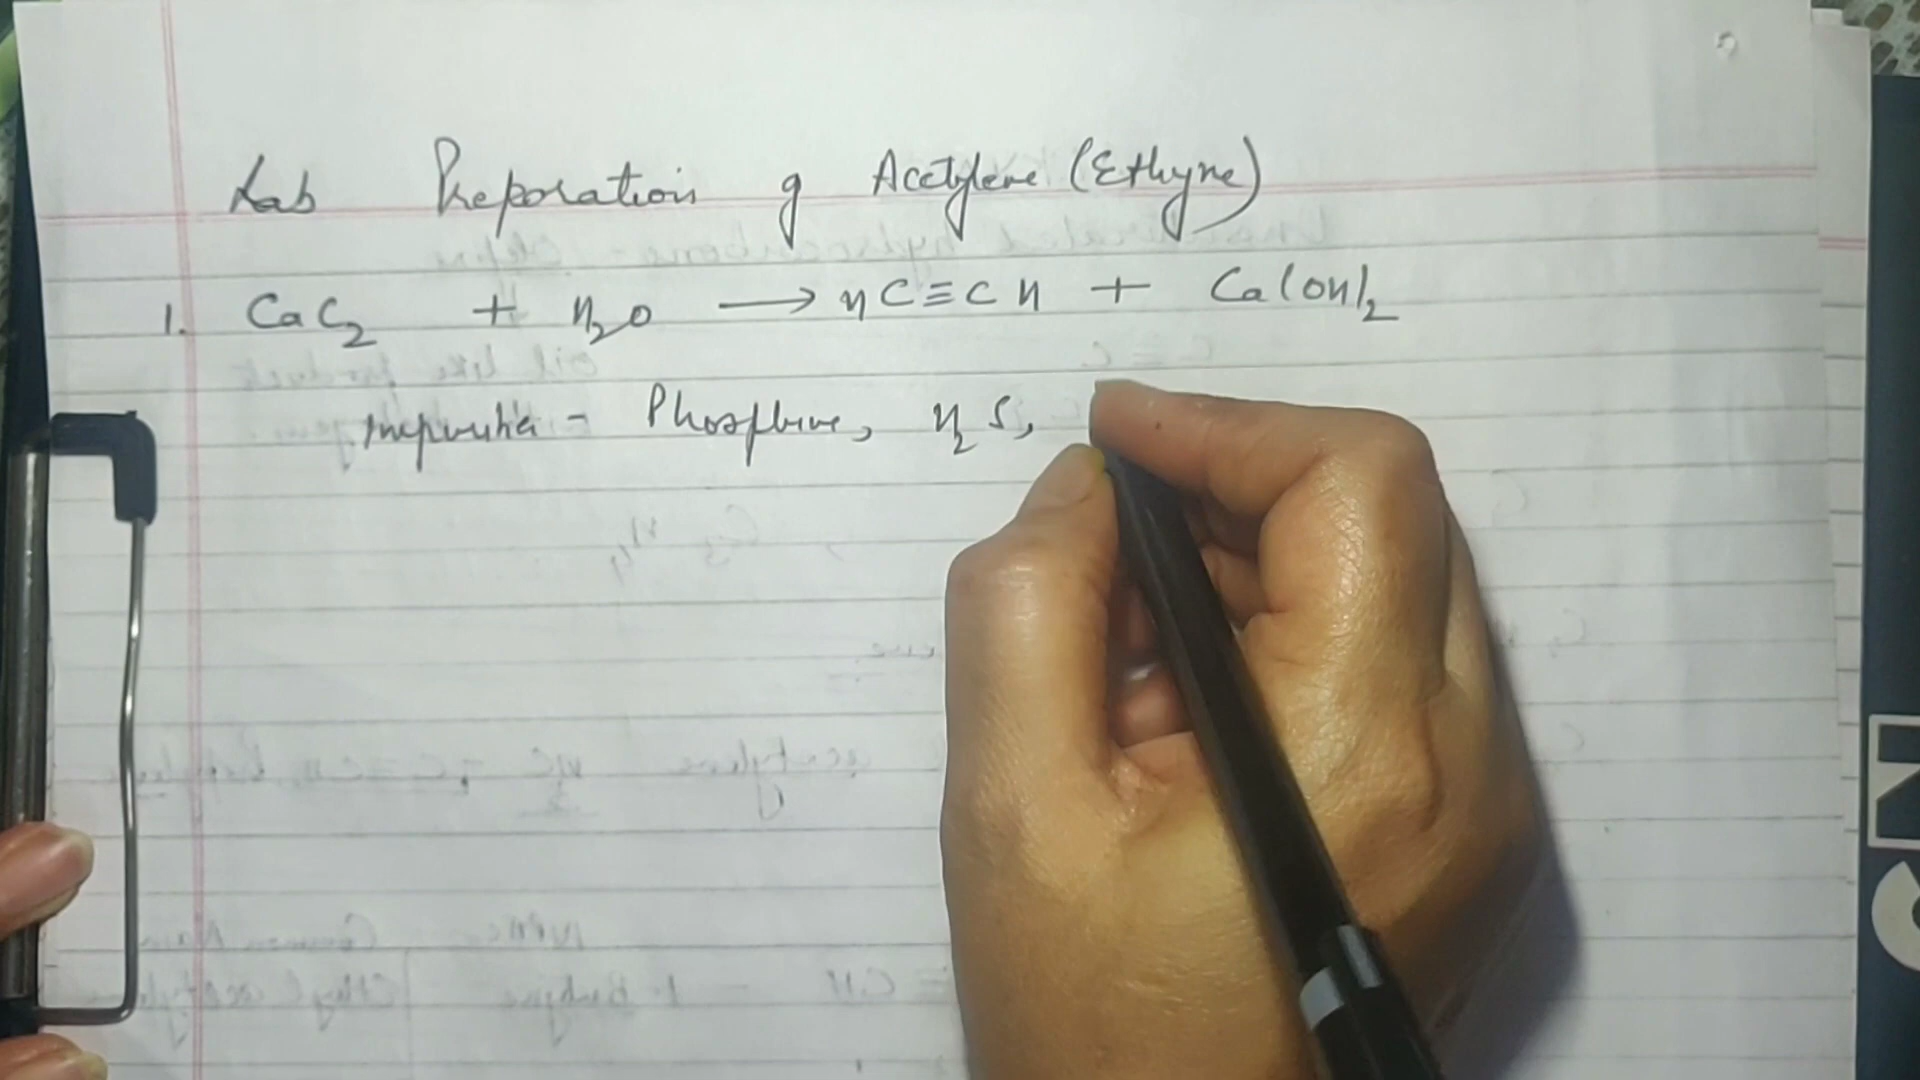 Lab Preparation of Acetylene (Ethyne)
1. CaC2 + H2O → HC≡CH + Ca(OH)2
Impurities - Phosphine, H2S,